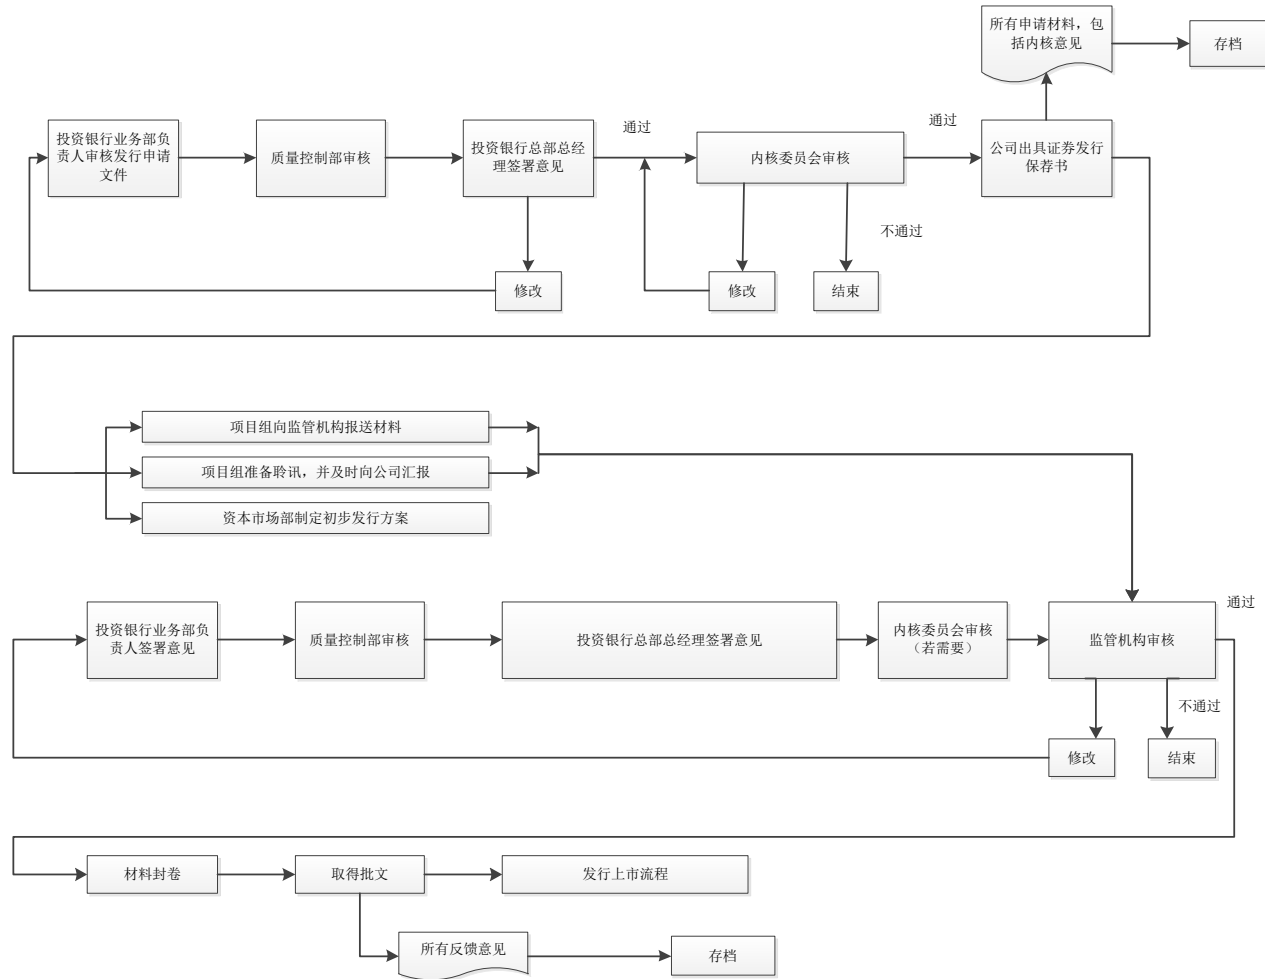 所有申请材料，包
括内核意见
存档
投资银行业务部负
责人审核发行申请
文件
质量控制部审核
投资银行总部总经
理签署意见
通过
内核委员会审核
通过
公司出具证券发行
保荐书
不通过
修改
修改
结束
项目组向监管机构报送材料
项目组准备聆讯，并及时向公司汇报
资本市场部制定初步发行方案
投资银行业务部负
责人签署意见
质量控制部审核
投资银行总部总经理签署意见
内核委员会审核
（若需要）
监管机构审核
通过
不通过
修改
结束
材料封卷
取得批文
发行上市流程
所有反馈意见
存档